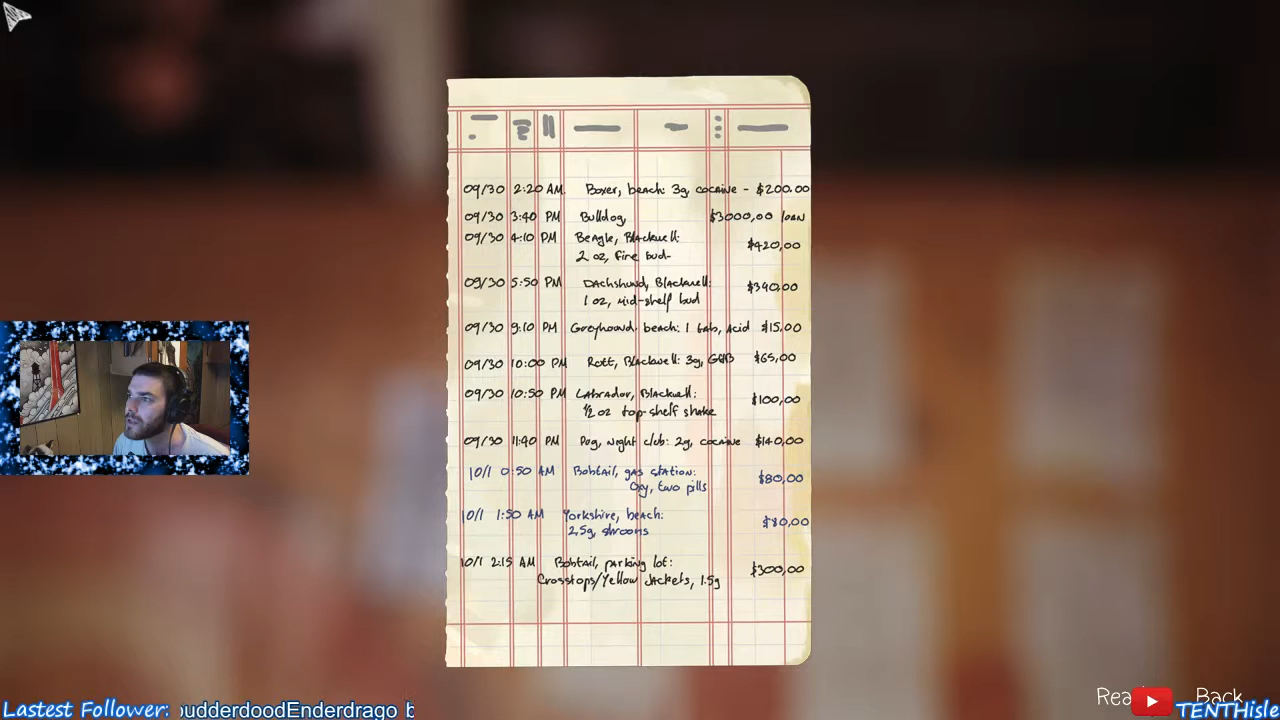 09/30 2:20 AM Boxer, beach: 3g, cocaine - $200.00
09/30 3:40 PM Bulldog, $3000,00 loan
09/30 4:10 PM Beagle, Blackwell:
2 oz, fire bud- $420,00
09/30 5:50 PM Dachshund, Blackwell: $340,00
1 oz, mid-shelf bud
09/30 9:10 PM Greyhound, beach: 1 tab, Acid $15,00
09/30 10:00 PM Rott, Blackwell: 3g, GHB $65,00
09/30 10:50 PM Labrador, Blackwell: $100,00
1/2 oz top-shelf shake
09/30 11:40 PM Dog, night club: 2g, cocaine $140,00
10/1 0:50 AM Bobtail, gas station: $80,00
Oxy, two pills
10/1 1:50 AM Yorkshire, beach:
2,5g, shrooms $80,00
10/1 2:15 AM Bobtail, parking lot: $300,00
Crosstops/Yellow Jackets, 1.5g
Back
Lastest Follower: udderdoodEnderdrago
TENTHisle